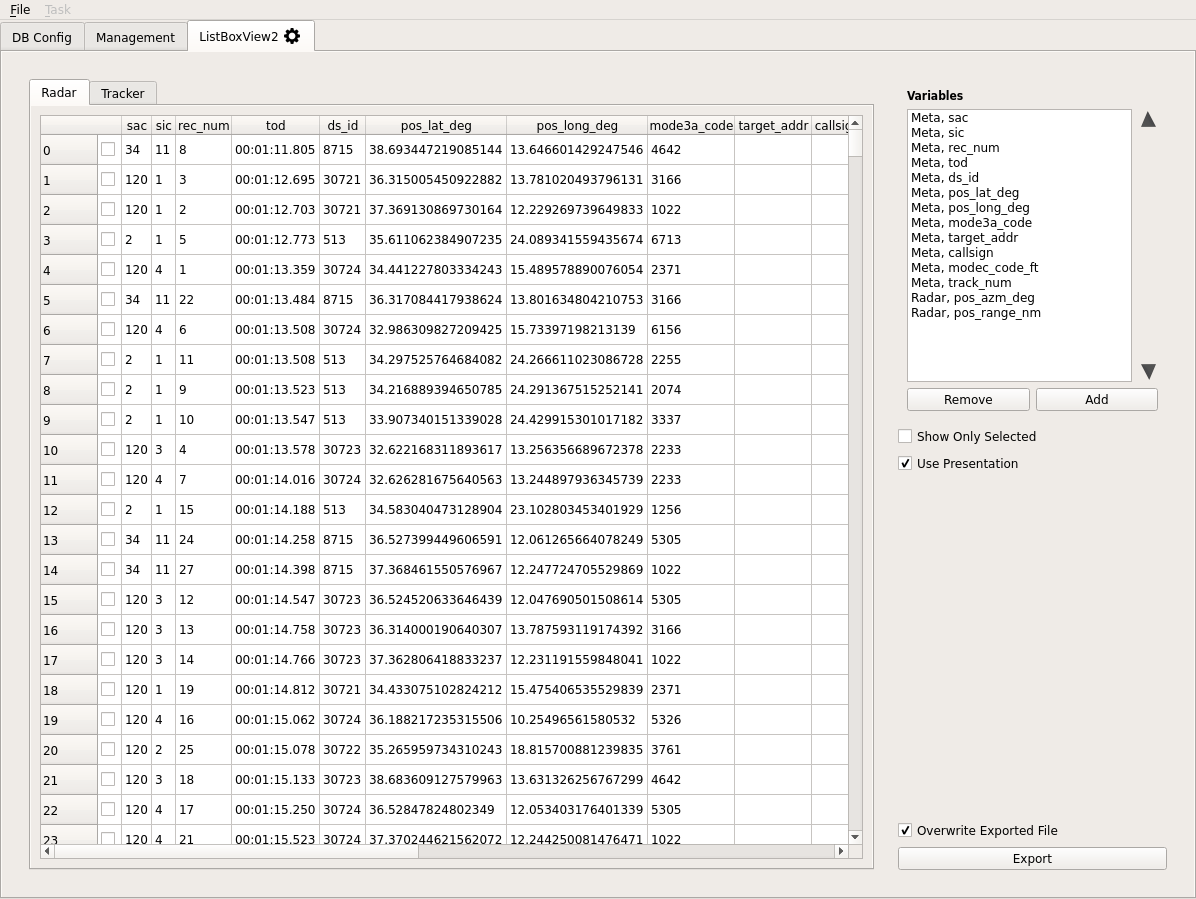 File Task
DB Config Management ListBoxView2
Radar Tracker
sac sic rec_num tod ds_id pos_lat_deg pos_long_deg mode3a_code target_addr
0 34 11 8 00:01:11.805 8715 38.693447219085144 13.646601429247546 4642
1 120 1 3 00:01:12.695 30721 36.315005450922882 13.781020493796131 3166
2 120 1 2 00:01:12.703 30721 37.369130869730164 12.229269739649833 1022
3 2 1 5 00:01:12.773 513 35.611062384907235 24.089341559435674 6713
4 120 4 1 00:01:13.359 30724 34.441227803334243 15.489578890076054 2371
5 34 11 22 00:01:13.484 8715 36.317084417938624 13.801634804210753 3166
6 120 4 6 00:01:13.508 30724 32.986309827209425 15.73397198213139 6156
7 2 1 11 00:01:13.508 513 34.297525764684082 24.266611023086728 2255
8 2 1 9 00:01:13.523 513 34.216889394650785 24.291367515252141 2074
9 2 1 10 00:01:13.547 513 33.907340151339028 24.429915301017182 3337
10 120 3 4 00:01:13.578 30723 32.622168311893617 13.256356689672378 2233
11 120 4 7 00:01:14.016 30724 32.626281675640563 13.244897936345739 2233
12 2 1 15 00:01:14.188 513 34.583040473128904 23.102803453401929 1256
13 34 11 24 00:01:14.258 8715 36.527399449606591 12.061265664078249 5305
14 34 11 27 00:01:14.398 8715 37.368461550576967 12.247724705529869 1022
15 120 3 12 00:01:14.547 30723 36.524520633646439 12.047690501508614 5305
16 120 3 13 00:01:14.758 30723 36.314000190640307 13.787593119174392 3166
17 120 3 14 00:01:14.766 30723 37.362806418833237 12.231191559848041 1022
18 120 1 19 00:01:14.812 30721 34.433075102824212 15.475406535529839 2371
19 120 4 16 00:01:15.062 30724 36.188217235315506 10.25496561580532 5326
20 120 2 25 00:01:15.078 30722 35.265959734310243 18.815700881239835 3761
21 120 3 18 00:01:15.133 30723 38.683609127579963 13.631326256767299 4642
22 120 4 17 00:01:15.250 30724 36.52847824802349 12.053403176401339 5305
23 120 4 21 00:01:15.523 30724 37.370244621562072 12.244250081476471 1022
Variables
Meta, sac
Meta, sic
Meta, rec_num
Meta, tod
Meta, ds_id
Meta, pos_lat_deg
Meta, pos_long_deg
Meta, mode3a_code
Meta, target_addr
Meta, callsign
Meta, modec_code_ft
Meta, track_num
Radar, pos_azm_deg
Radar, pos_range_nm
Remove Add
Show Only Selected
Use Presentation
Overwrite Exported File
Export